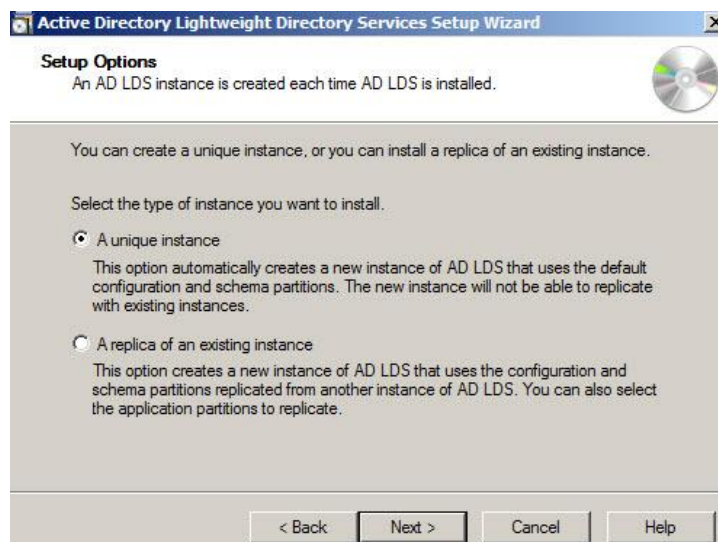 Active Directory Lightweight Directory Services Setup Wizard
Setup Options
An AD LDS instance is created each time AD LDS is installed.
You can create a unique instance, or you can install a replica of an existing instance.
Select the type of instance you want to install.
A unique instance
This option automatically creates a new instance of AD LDS that uses the default
configuration and schema partitions. The new instance will not be able to replicate
with existing instances.
A replica of an existing instance
This option creates a new instance of AD LDS that uses the configuration and
schema partitions replicated from another instance of AD LDS. You can also select
the application partitions to replicate.
< Back Next > Cancel Help